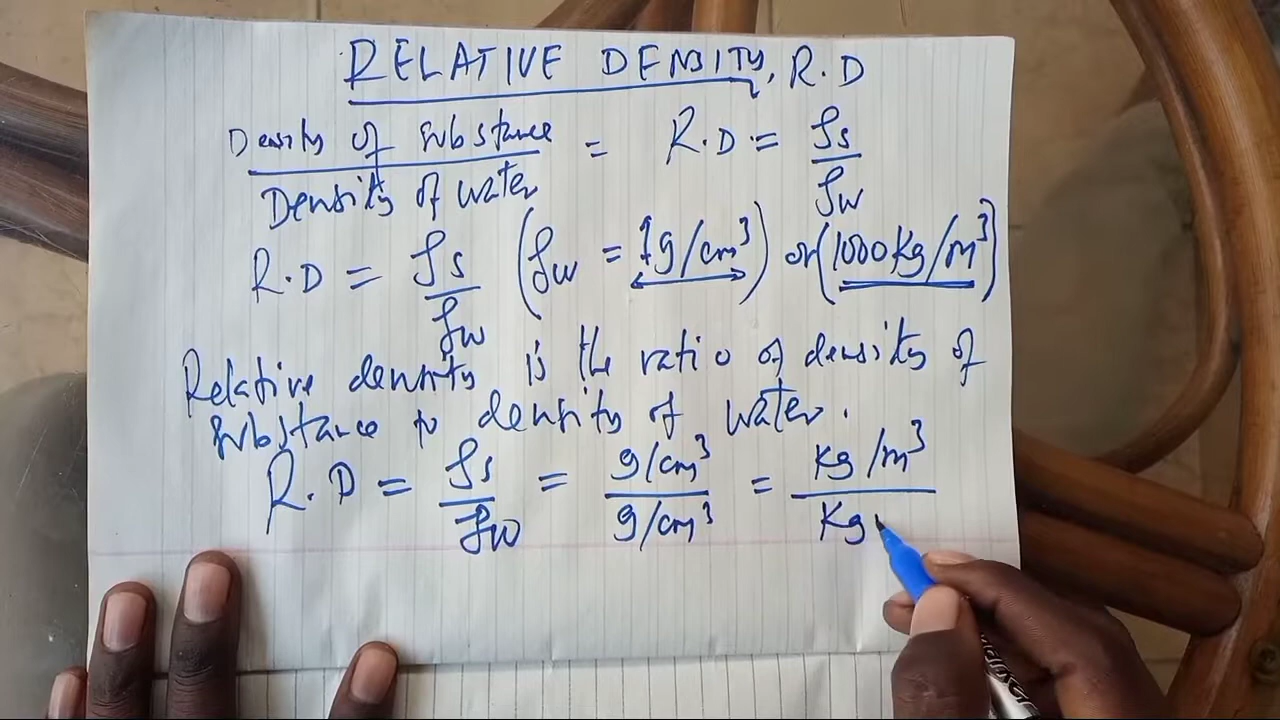 RELATIVE DENSITY, R.D
Density of substance / Density of water = R.D = ρs / ρw
R.D = ρs / ρw (ρw = 1g/cm³) or (1000Kg/m³)
Relative density is the ratio of density of
substance to density of water.
R.D = ρs / ρw = g/cm³ / g/cm³ = Kg/m³ / Kg